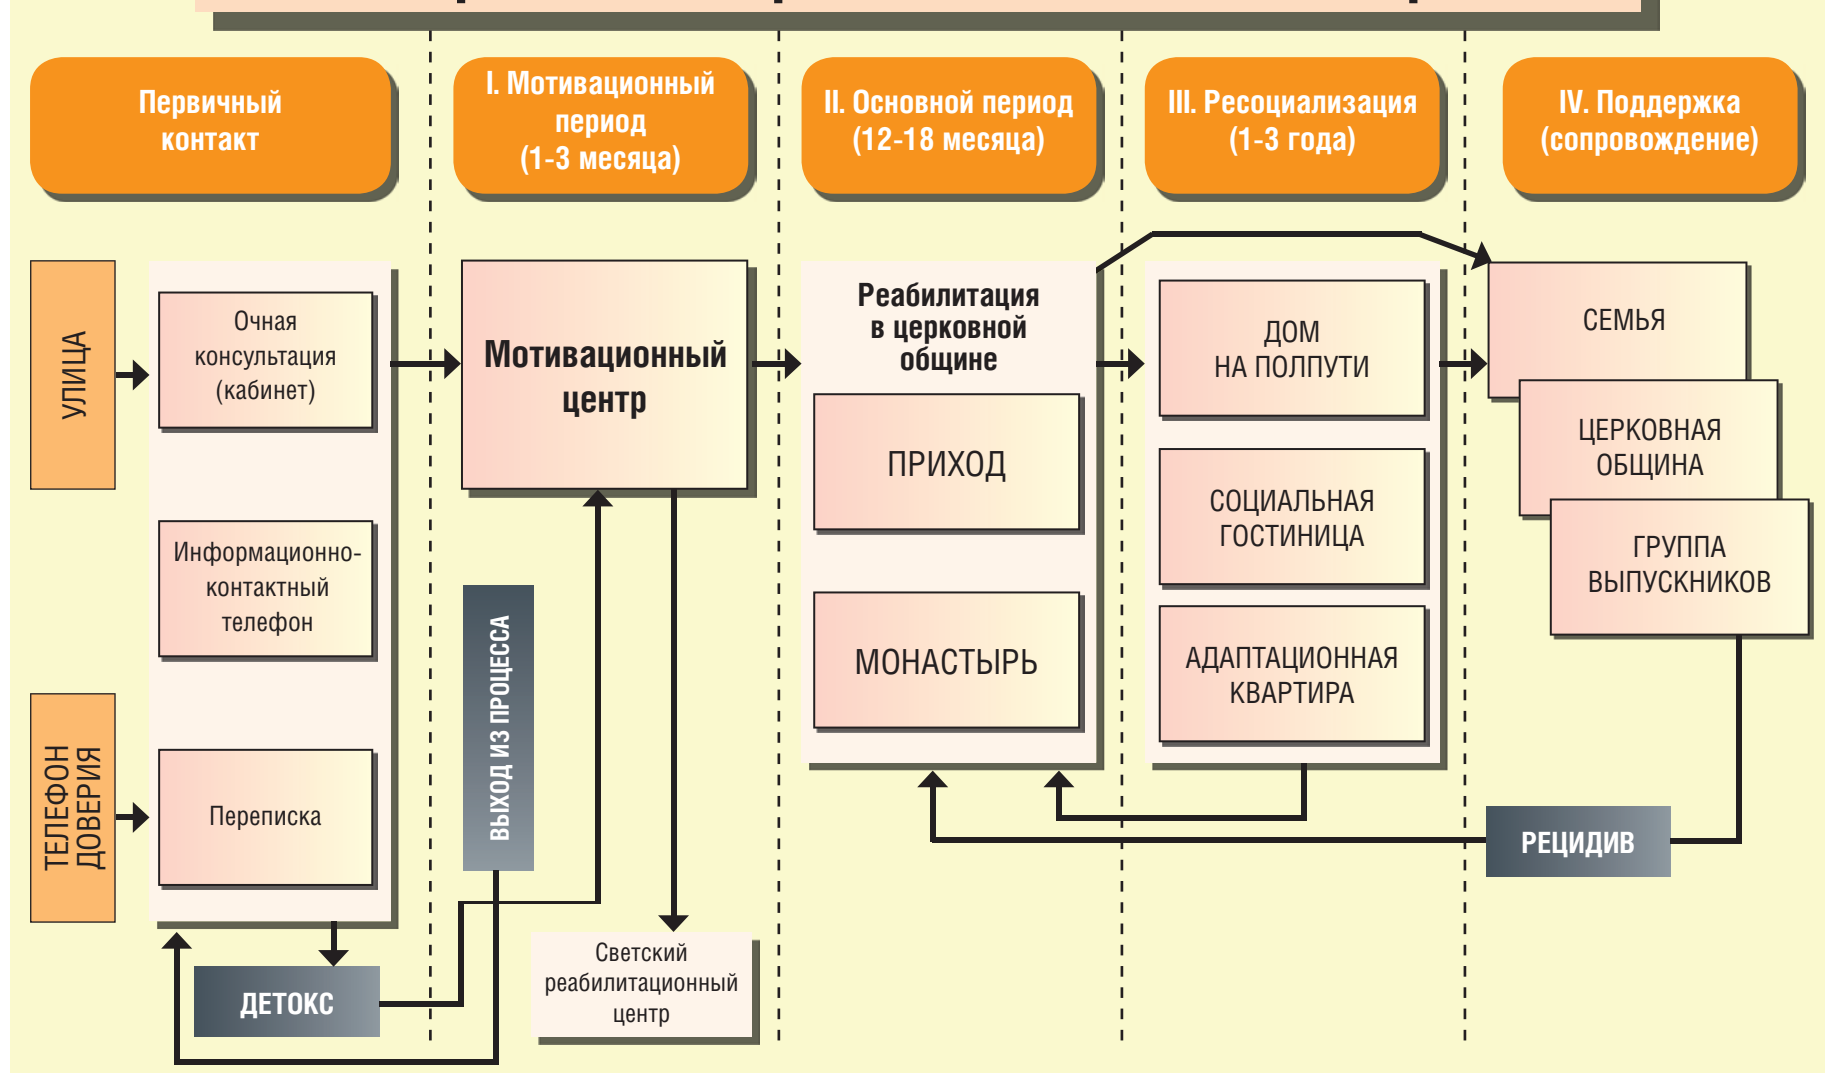 Первичный
контакт
I. Мотивационный
период
(1-3 месяца)
II. Основной период
(12-18 месяца)
III. Ресоциализация
(1-3 года)
IV. Поддержка
(сопровождение)
УЛИЦА
ТЕЛЕФОН
ДОВЕРИЯ
Очная
консультация
(кабинет)
Информационно-
контактный
телефон
Переписка
ДЕТОКС
Мотивационный
центр
ВЫХОД ИЗ ПРОЦЕССА
Светский
реабилитационный
центр
Реабилитация
в церковной
общине
ПРИХОД
МОНАСТЫРЬ
ДОМ
НА ПОЛПУТИ
СОЦИАЛЬНАЯ
ГОСТИНИЦА
АДАПТАЦИОННАЯ
КВАРТИРА
СЕМЬЯ
ЦЕРКОВНАЯ
ОБЩИНА
ГРУППА
ВЫПУСКНИКОВ
РЕЦИДИВ